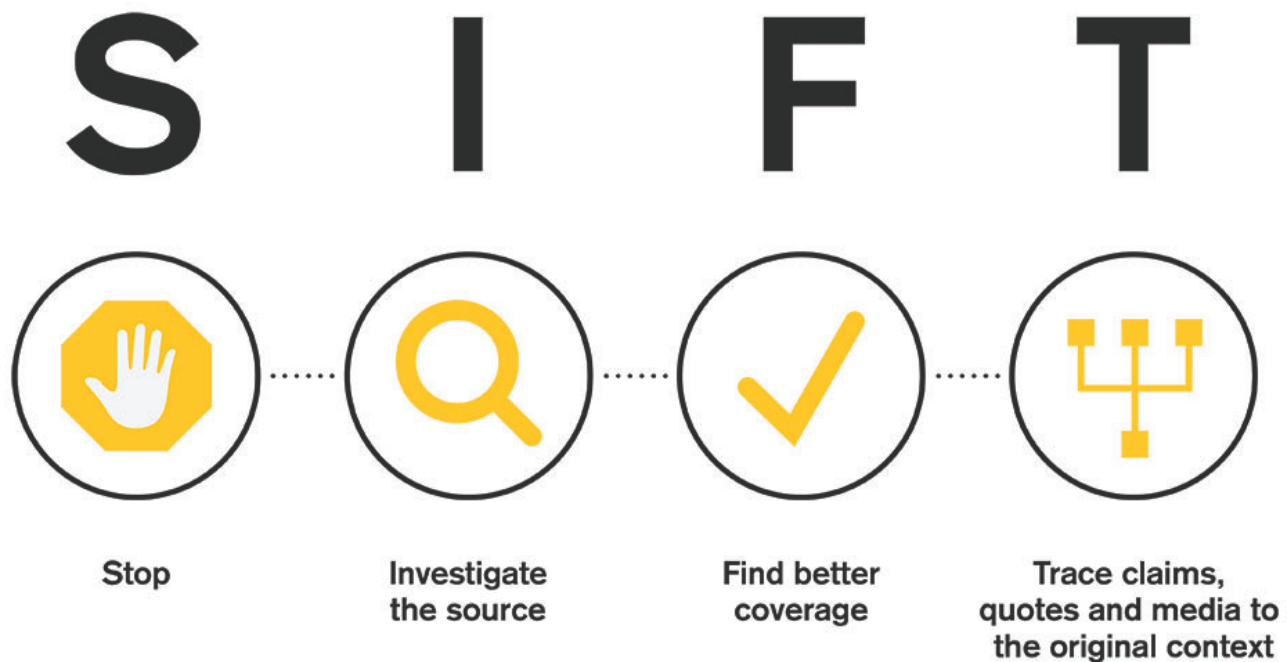 S I F T
Stop
Investigate
the source
Find better
coverage
Trace claims,
quotes and media to
the original context